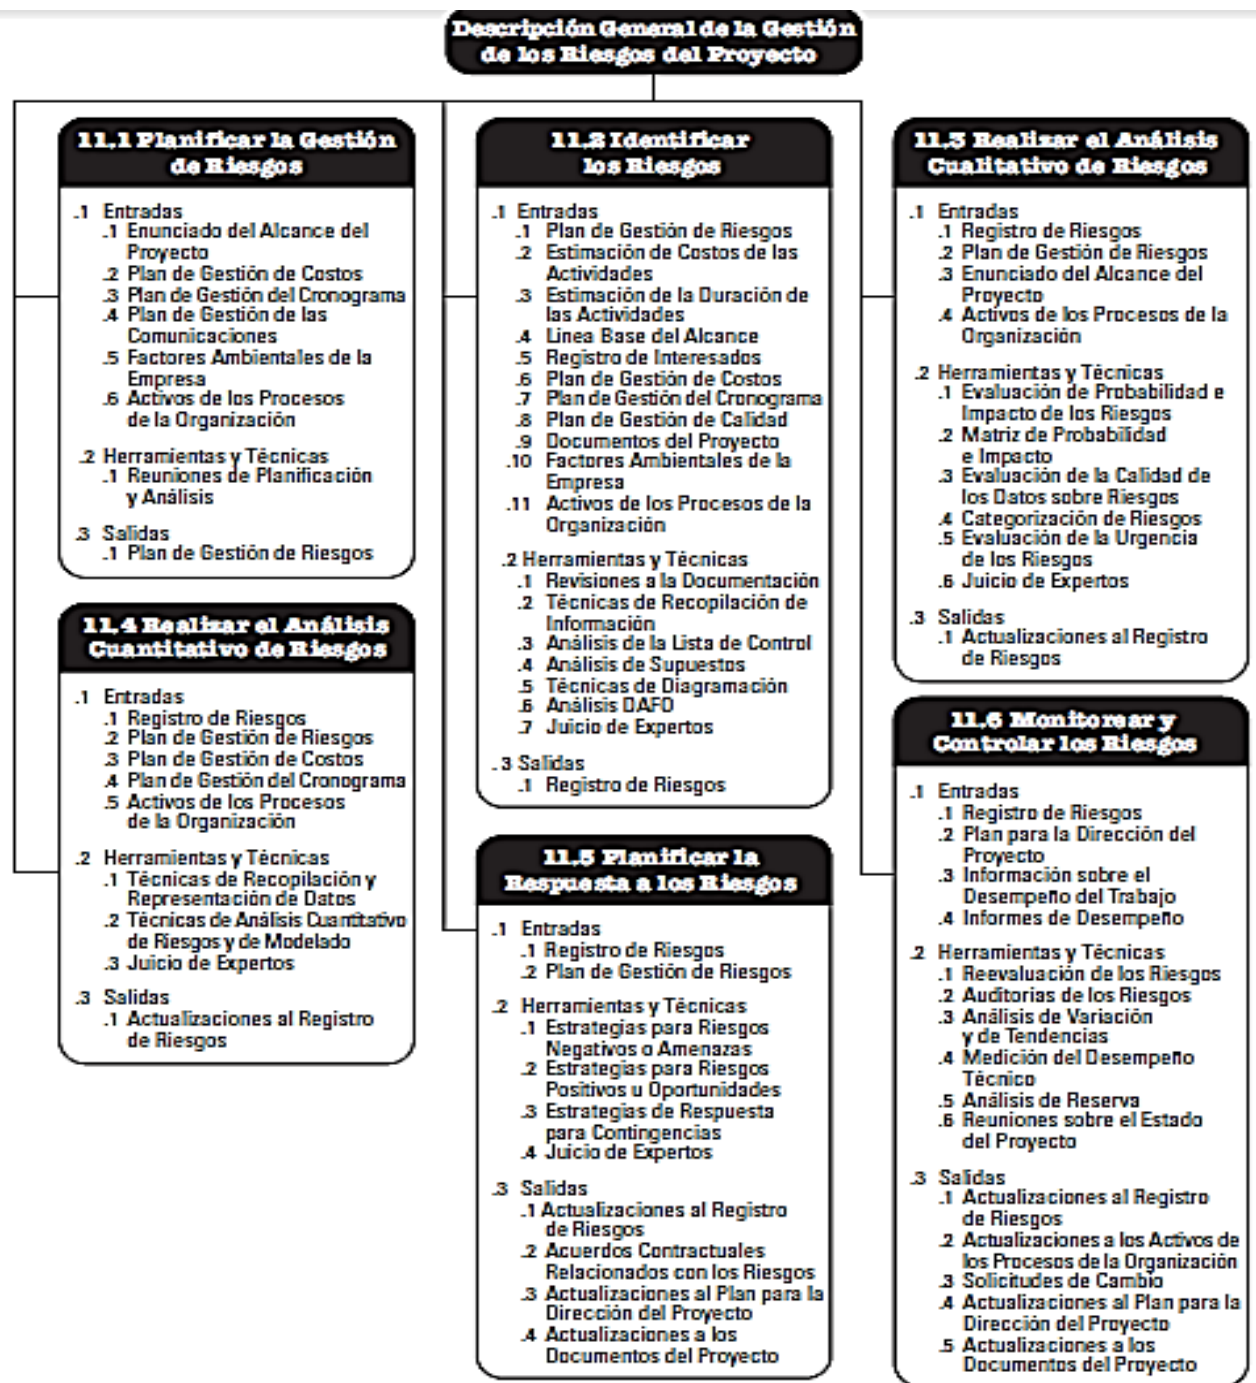 Descripción General de la Gestión
de los Riesgos del Proyecto
11.1 Planificar la Gestión
de Riesgos
.1 Entradas
.1 Enunciado del Alcance del
Proyecto
.2 Plan de Gestión de Costos
.3 Plan de Gestión del Cronograma
.4 Plan de Gestión de las
Comunicaciones
.5 Factores Ambientales de la
Empresa
.6 Activos de los Procesos
de la Organización
.2 Herramientas y Técnicas
.1 Reuniones de Planificación
y Análisis
.3 Salidas
.1 Plan de Gestión de Riesgos
11.2 Identificar
los Riesgos
.1 Entradas
.1 Plan de Gestión de Riesgos
.2 Estimación de Costos de las
Actividades
.3 Estimación de la Duración de
las Actividades
.4 Línea Base del Alcance
.5 Registro de Interesados
.6 Plan de Gestión de Costos
.7 Plan de Gestión del Cronograma
.8 Plan de Gestión de Calidad
.9 Documentos del Proyecto
.10 Factores Ambientales de la
Empresa
.11 Activos de los Procesos de la
Organización
.2 Herramientas y Técnicas
.1 Revisiones a la Documentación
.2 Técnicas de Recopilación de
Información
.3 Análisis de la Lista de Control
.4 Análisis de Supuestos
.5 Técnicas de Diagramación
.6 Análisis DAFO
.7 Juicio de Expertos
.3 Salidas
.1 Registro de Riesgos
11.3 Realizar el Análisis
Cualitativo de Riesgos
.1 Entradas
.1 Registro de Riesgos
.2 Plan de Gestión de Riesgos
.3 Enunciado del Alcance del
Proyecto
.4 Activos de los Procesos de la
Organización
.2 Herramientas y Técnicas
.1 Evaluación de Probabilidad e
Impacto de los Riesgos
.2 Matriz de Probabilidad
e Impacto
.3 Evaluación de la Calidad de
los Datos sobre Riesgos
.4 Categorización de Riesgos
.5 Evaluación de la Urgencia
de los Riesgos
.6 Juicio de Expertos
.3 Salidas
.1 Actualizaciones al Registro
de Riesgos
11.4 Realizar el Análisis
Cuantitativo de Riesgos
.1 Entradas
.1 Registro de Riesgos
.2 Plan de Gestión de Riesgos
.3 Plan de Gestión de Costos
.4 Plan de Gestión del Cronograma
.5 Activos de los Procesos
de la Organización
.2 Herramientas y Técnicas
.1 Técnicas de Recopilación y
Representación de Datos
.2 Técnicas de Análisis Cuantitativo
de Riesgos y de Modelado
.3 Juicio de Expertos
.3 Salidas
.1 Actualizaciones al Registro
de Riesgos
11.5 Planificar la
Respuesta a los Riesgos
.1 Entradas
.1 Registro de Riesgos
.2 Plan de Gestión de Riesgos
.2 Herramientas y Técnicas
.1 Estrategias para Riesgos
Negativos o Amenazas
.2 Estrategias para Riesgos
Positivos u Oportunidades
.3 Estrategias de Respuesta
para Contingencias
.4 Juicio de Expertos
.3 Salidas
.1 Actualizaciones al Registro
de Riesgos
.2 Acuerdos Contractuales
Relacionados con los Riesgos
.3 Actualizaciones al Plan para la
Dirección del Proyecto
.4 Actualizaciones a los
Documentos del Proyecto
11.6 Monitorear y
Controlar los Riesgos
.1 Entradas
.1 Registro de Riesgos
.2 Plan para la Dirección del
Proyecto
.3 Información sobre el
Desempeño del Trabajo
.4 Informes de Desempeño
.2 Herramientas y Técnicas
.1 Reevaluación de los Riesgos
.2 Auditorias de los Riesgos
.3 Análisis de Variación
y de Tendencias
.4 Medición del Desempeño
Técnico
.5 Análisis de Reserva
.6 Reuniones sobre el Estado
del Proyecto
.3 Salidas
.1 Actualizaciones al Registro
de Riesgos
.2 Actualizaciones a los Activos de
los Procesos de la Organización
.3 Solicitudes de Cambio
.4 Actualizaciones al Plan para la
Dirección del Proyecto
.5 Actualizaciones a los
Documentos del Proyecto